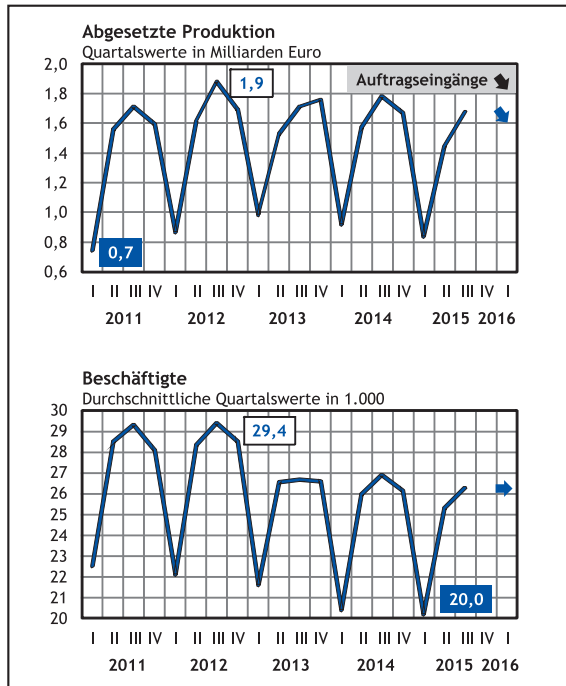 Abgesetzte Produktion
Quartalswerte in Milliarden Euro
2,0
1,8
1,6
1,4
1,2
1,0
0,8
0,6
1,9
Auftragseingänge
0,7
I II III IV I II III IV I II III IV I II III IV I II III IV I
2011 2012 2013 2014 2015 2016
Beschäftigte
Durchschnittliche Quartalswerte in 1.000
30
29
28
27
26
25
24
23
22
21
20
29,4
20,0
I II III IV I II III IV I II III IV I II III IV I II III IV I
2011 2012 2013 2014 2015 2016